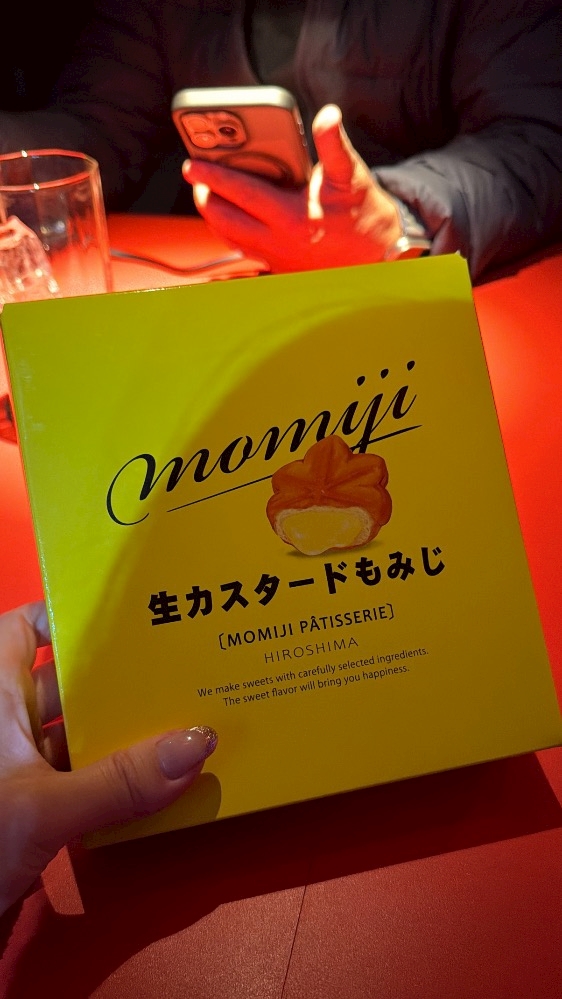 momiji
生カスタードもみじ
[MOMIJI PÂTISSERIE]
HIROSHIMA
We make sweets with carefully selected ingredients.
The sweet flavor will bring you happiness.